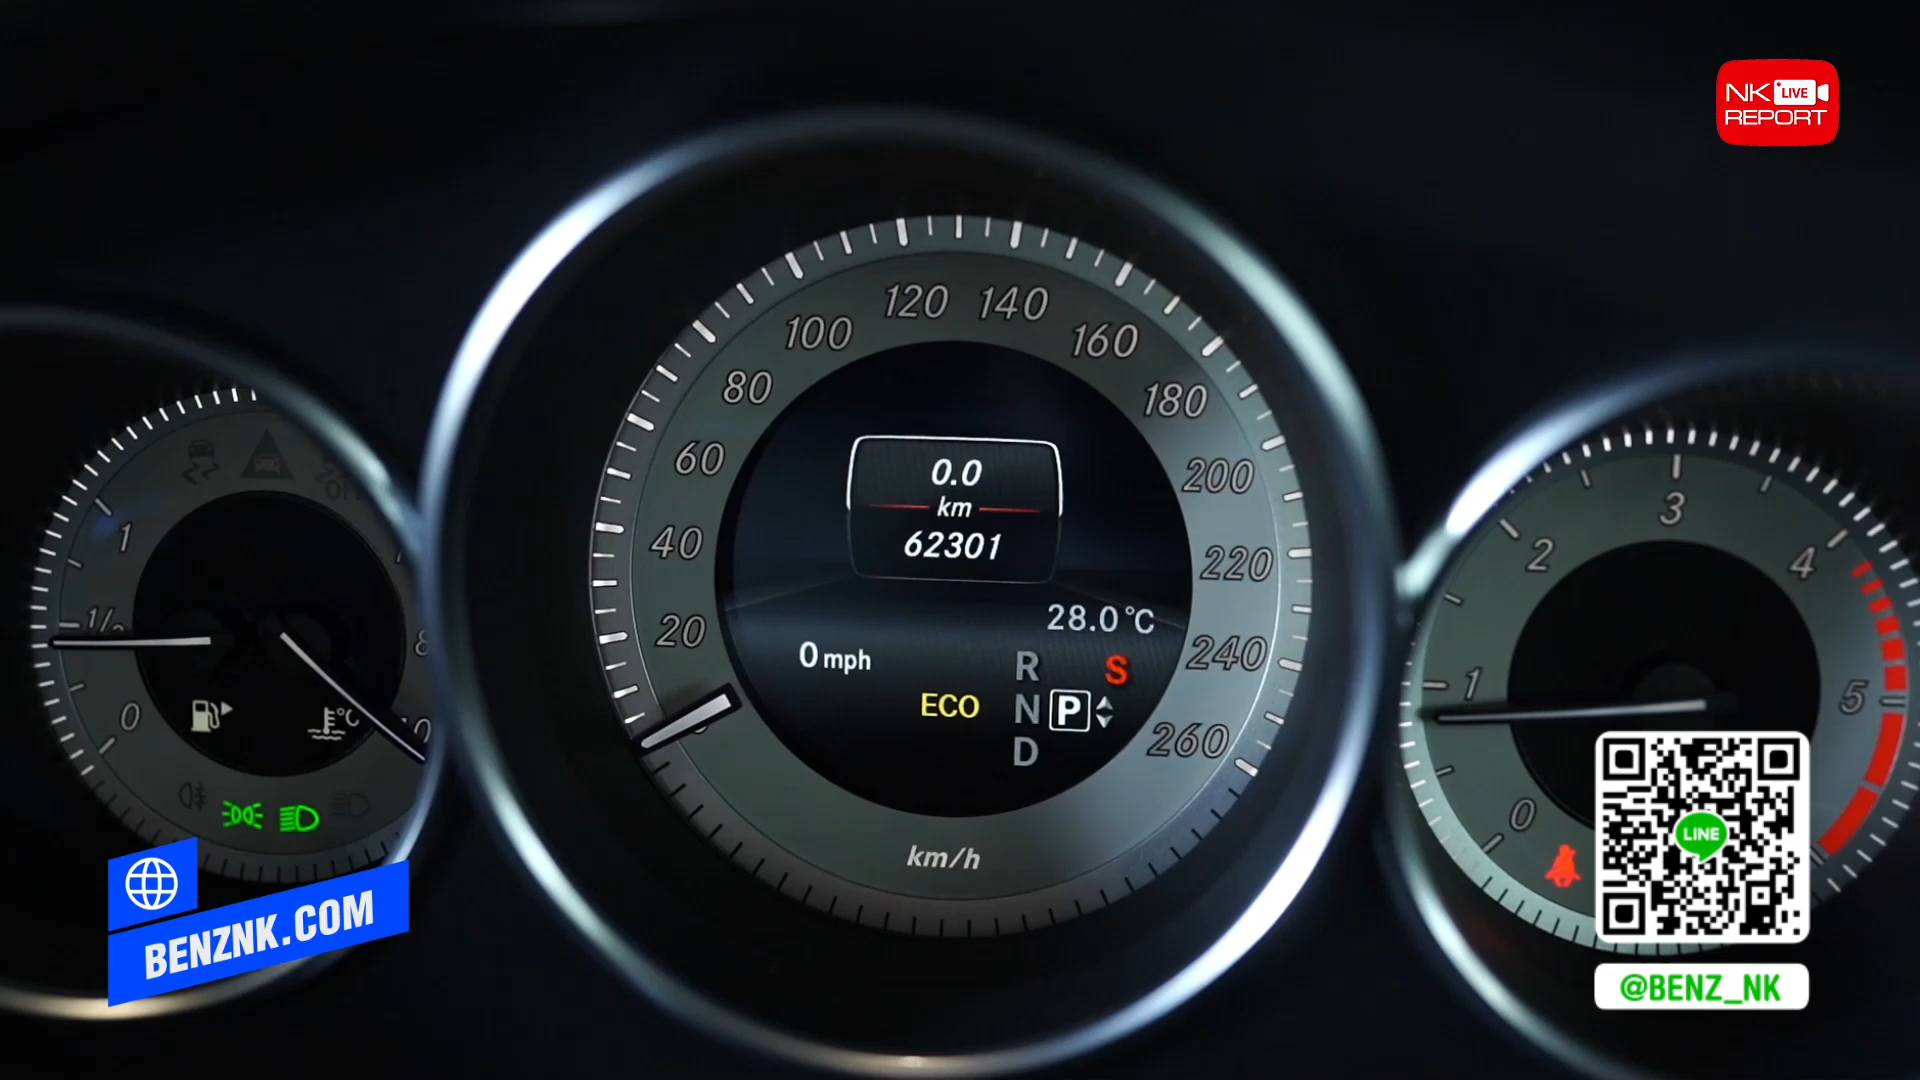 NK LIVE
REPORT
120 140
100 160
80 180
60 200
40 220
20 240
260
0.0
km
62301
28.0°C
0 mph
R S
ECO N P
D
km/h
1
1/2
0
°C
0
1
2
3
4
5
BENZNK.COM
LINE
@BENZ_NK